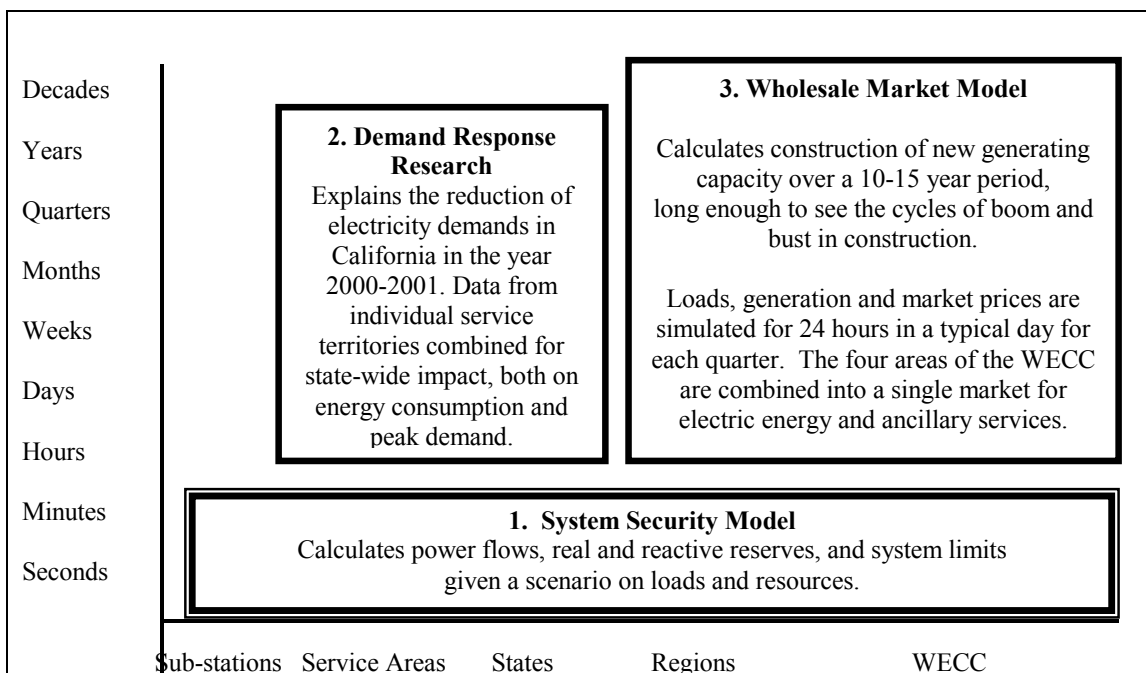 Decades
Years
Quarters
Months
Weeks
Days
Hours
Minutes
Seconds
2. Demand Response
Research
Explains the reduction of
electricity demands in
California in the year
2000-2001. Data from
individual service
territories combined for
state-wide impact, both on
energy consumption and
peak demand.
3. Wholesale Market Model
Calculates construction of new generating
capacity over a 10-15 year period,
long enough to see the cycles of boom and
bust in construction.
Loads, generation and market prices are
simulated for 24 hours in a typical day for
each quarter. The four areas of the WECC
are combined into a single market for
electric energy and ancillary services.
1. System Security Model
Calculates power flows, real and reactive reserves, and system limits
given a scenario on loads and resources.
Sub-stations Service Areas States Regions WECC